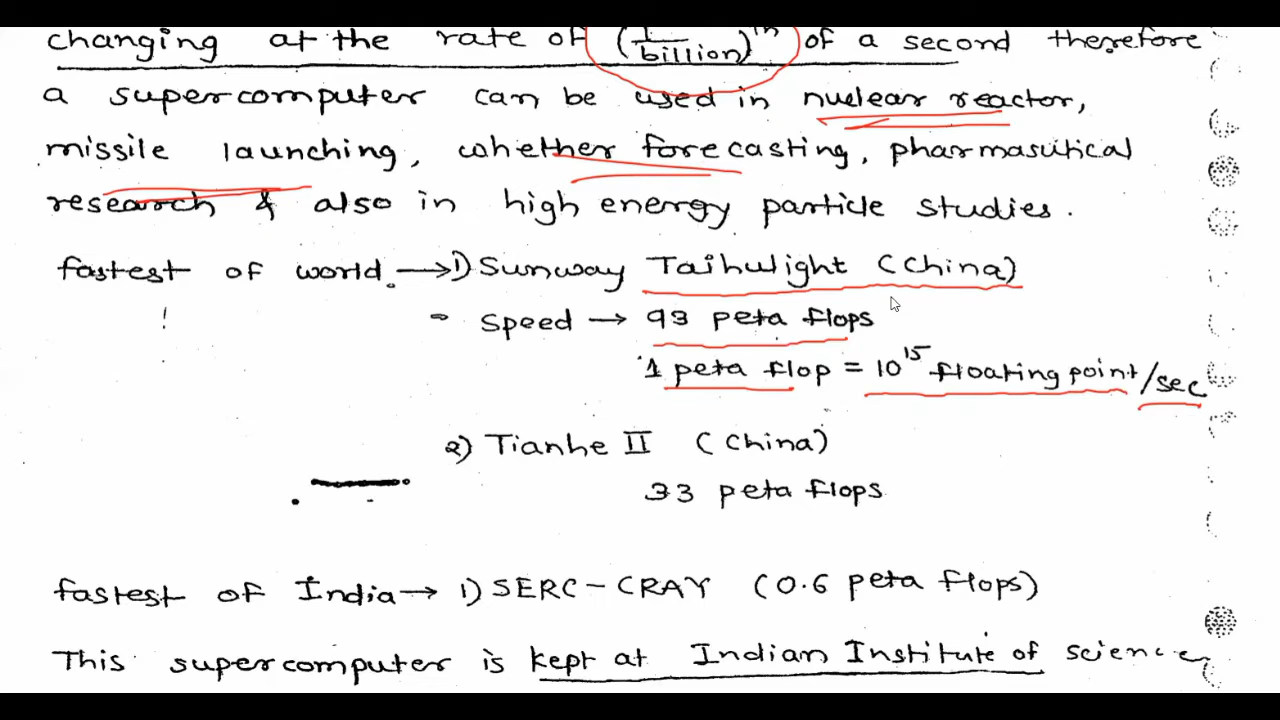 changing at the rate of (1/billion)th of a second therefore
a supercomputer can be used in nuclear reactor,
missile launching, whether forecasting, pharmasutical
research & also in high energy particle studies.
fastest of world. → 1) Sunway Taihulight (China)
Speed → 93 peta flops
1 peta flop = 10^15 floating point/sec
2) Tianhe II (China)
33 peta flops
fastest of India → 1) SERC-CRAY (0.6 peta flops)
This supercomputer is kept at Indian Institute of science